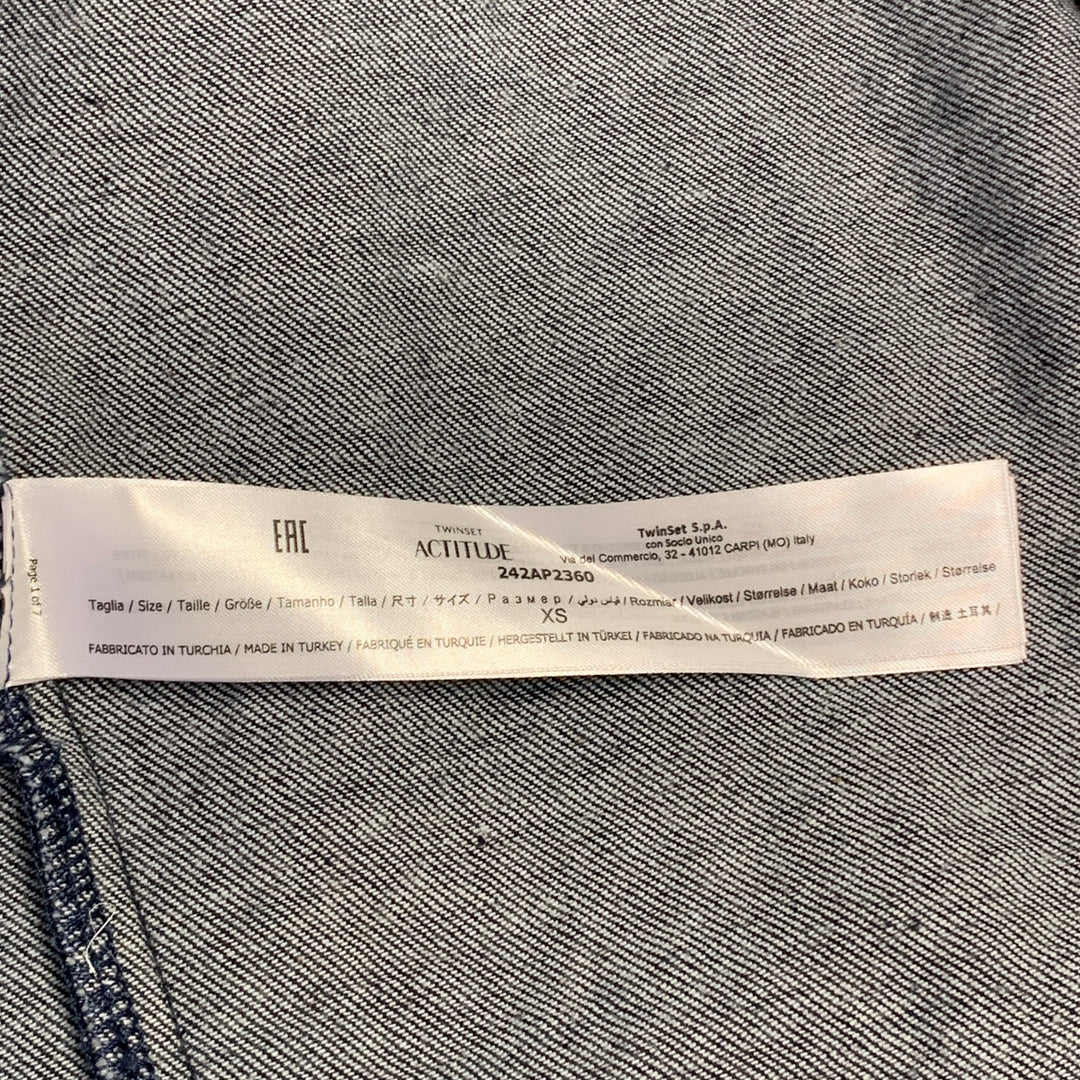 EAC
TWINSET
ACTITUDE
242AP2360
TwinSet S.p.A.
con Socio Unico
Via del Commercio, 32 - 41012 CARPI (MO) Italy
Taglia / Size / Taille / Größe / Tamanho / Talla / 尺寸 / サイズ / Размер / قياس دولي / Rozmiar / Velikost / Størrelse / Maat / Koko / Storlek / Størrelse
XS
FABBRICATO IN TURCHIA / MADE IN TURKEY / FABRIQUÉ EN TURQUIE / HERGESTELLT IN TÜRKEI / FABRICADO NA TURQUIA / FABRICADO EN TURQUÍA / 制造 土耳其 /
Page 1 of 7